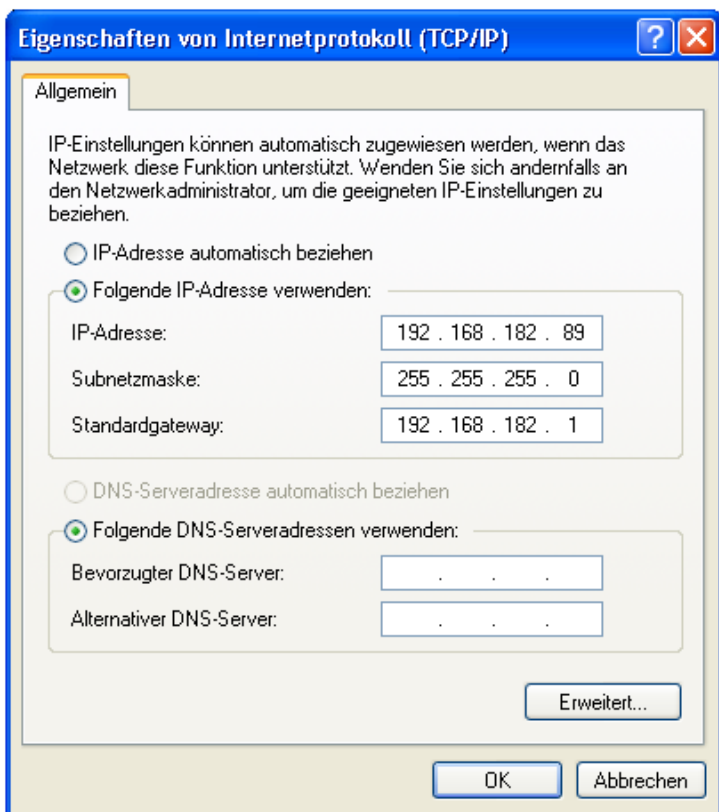 Eigenschaften von Internetprotokoll (TCP/IP)
Allgemein
IP-Einstellungen können automatisch zugewiesen werden, wenn das
Netzwerk diese Funktion unterstützt. Wenden Sie sich andernfalls an
den Netzwerkadministrator, um die geeigneten IP-Einstellungen zu
beziehen.
IP-Adresse automatisch beziehen
Folgende IP-Adresse verwenden:
IP-Adresse: 192 . 168 . 182 . 89
Subnetzmaske: 255 . 255 . 255 . 0
Standardgateway: 192 . 168 . 182 . 1
DNS-Serveradresse automatisch beziehen
Folgende DNS-Serveradressen verwenden:
Bevorzugter DNS-Server: . . .
Alternativer DNS-Server: . . .
Erweitert...
OK Abbrechen